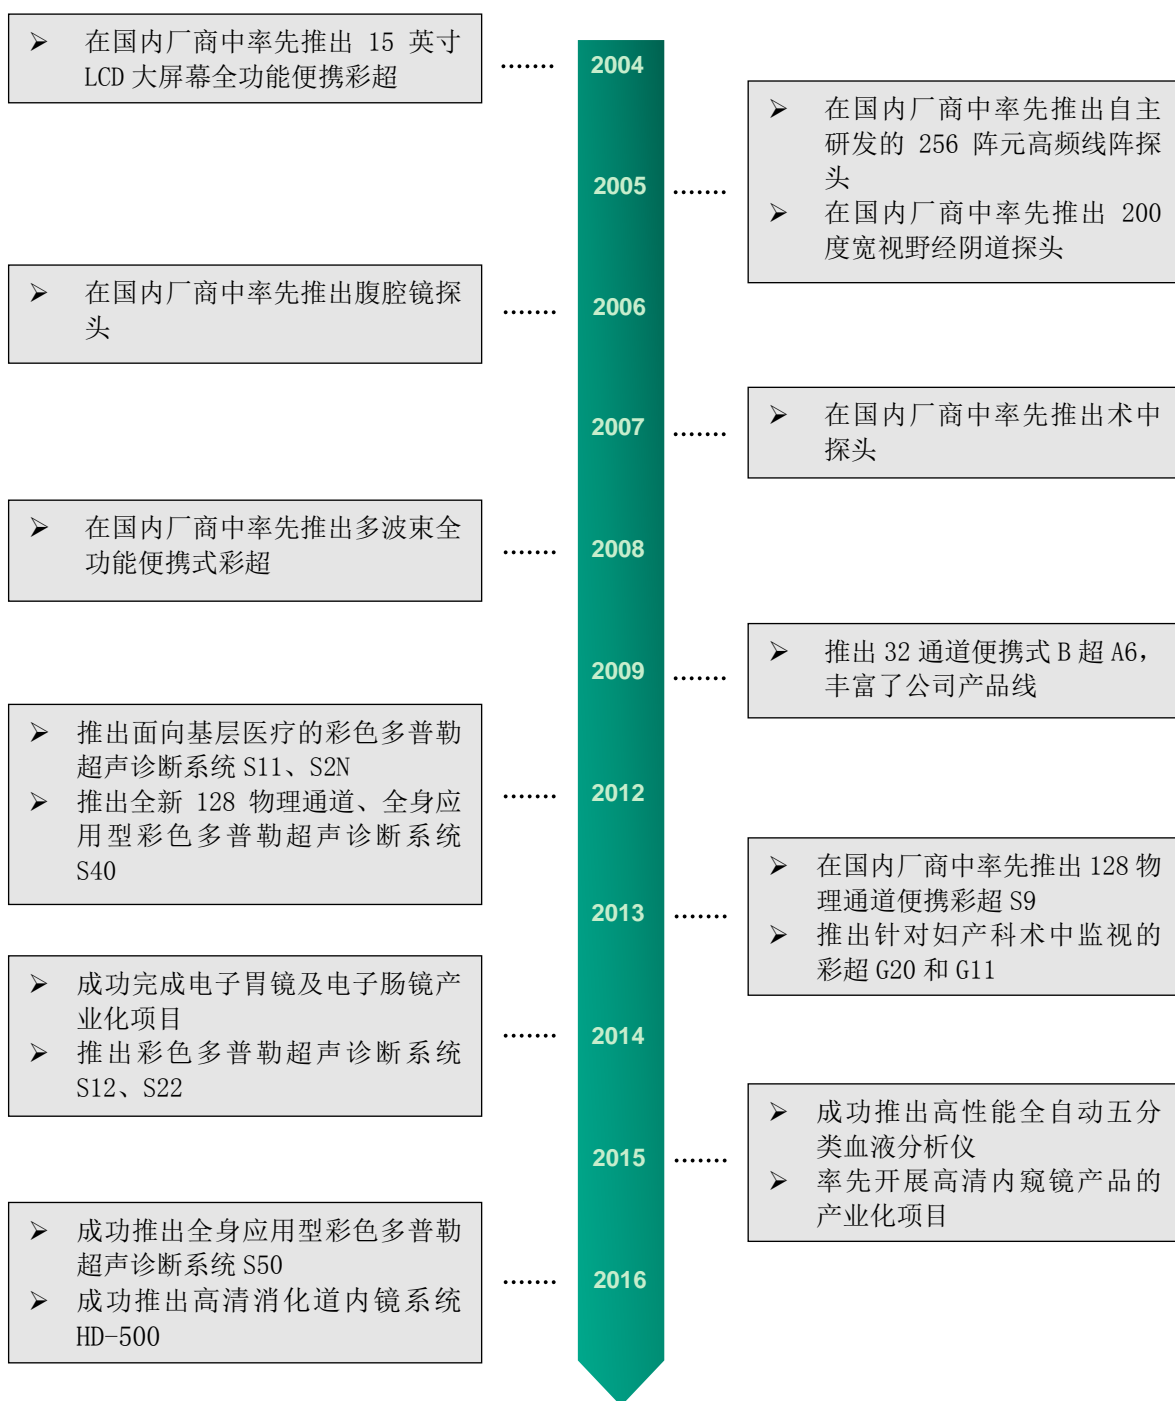 ➢ 在国内厂商中率先推出 15 英寸
LCD 大屏幕全功能便携彩超
.......
2004
➢ 在国内厂商中率先推出自主
研发的 256 阵元高频线阵探
头
➢ 在国内厂商中率先推出 200
度宽视野经阴道探头
2005
.......
➢ 在国内厂商中率先推出腹腔镜探
头
.......
2006
➢ 在国内厂商中率先推出术中
探头
2007
.......
➢ 在国内厂商中率先推出多波束全
功能便携式彩超
.......
2008
➢ 推出 32 通道便携式 B 超 A6，
丰富了公司产品线
2009
.......
➢ 推出面向基层医疗的彩色多普勒
超声诊断系统 S11、S2N
➢ 推出全新 128 物理通道、全身应
用型彩色多普勒超声诊断系统
S40
.......
2012
➢ 在国内厂商中率先推出 128 物
理通道便携彩超 S9
➢ 推出针对妇产科术中监视的
彩超 G20 和 G11
2013
.......
➢ 成功完成电子胃镜及电子肠镜产
业化项目
➢ 推出彩色多普勒超声诊断系统
S12、S22
.......
2014
➢ 成功推出高性能全自动五分
类血液分析仪
➢ 率先开展高清内窥镜产品的
产业化项目
2015
.......
➢ 成功推出全身应用型彩色多普勒
超声诊断系统 S50
➢ 成功推出高清消化道内镜系统
HD-500
.......
2016